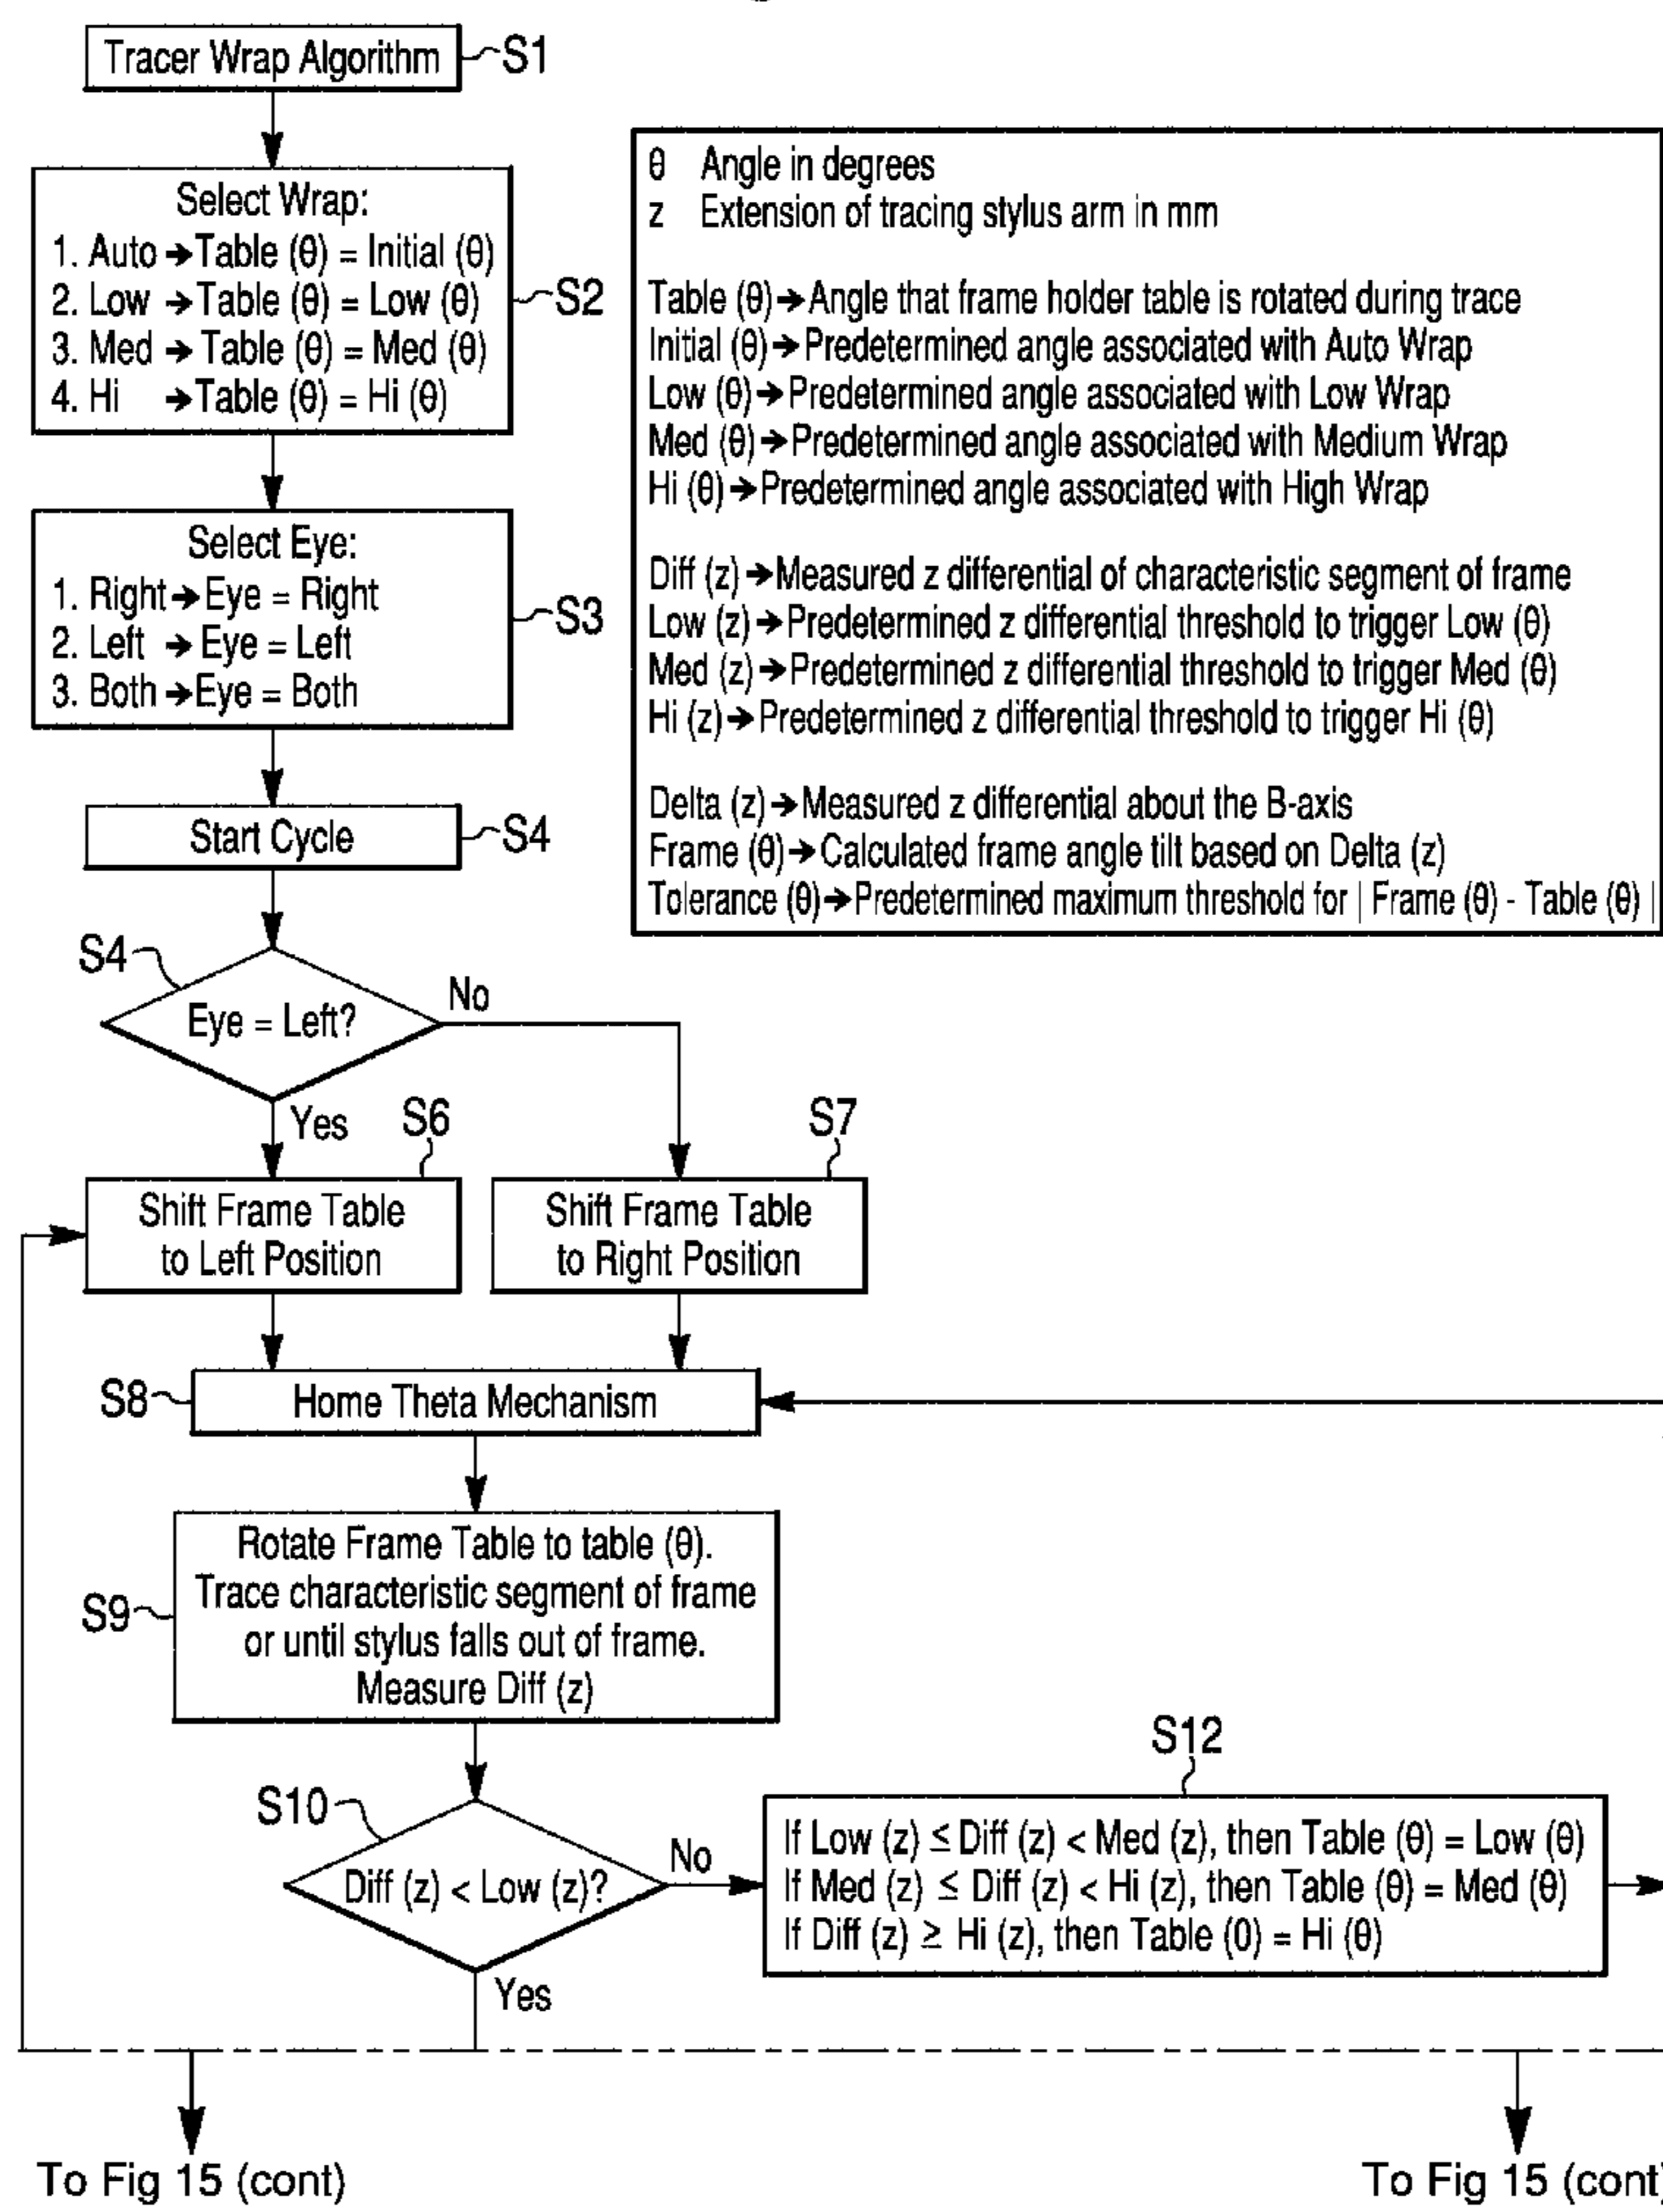 Tracer Wrap Algorithm
S1
Select Wrap:
1. Auto ➔ Table (θ) = Initial (θ)
2. Low ➔ Table (θ) = Low (θ)
3. Med ➔ Table (θ) = Med (θ)
4. Hi ➔ Table (θ) = Hi (θ)
S2
θ Angle in degrees
z Extension of tracing stylus arm in mm
Table (θ) ➔ Angle that frame holder table is rotated during trace
Initial (θ) ➔ Predetermined angle associated with Auto Wrap
Low (θ) ➔ Predetermined angle associated with Low Wrap
Med (θ) ➔ Predetermined angle associated with Medium Wrap
Hi (θ) ➔ Predetermined angle associated with High Wrap
Diff (z) ➔ Measured z differential of characteristic segment of frame
Low (z) ➔ Predetermined z differential threshold to trigger Low (θ)
Med (z) ➔ Predetermined z differential threshold to trigger Med (θ)
Hi (z) ➔ Predetermined z differential threshold to trigger Hi (θ)
Delta (z) ➔ Measured z differential about the B-axis
Frame (θ) ➔ Calculated frame angle tilt based on Delta (z)
Tolerance (θ) ➔ Predetermined maximum threshold for | Frame (θ) - Table (θ) |
Select Eye:
1. Right ➔ Eye = Right
2. Left ➔ Eye = Left
3. Both ➔ Eye = Both
S3
Start Cycle
S4
S4
Eye = Left?
No
Yes
S6
S7
Shift Frame Table
to Left Position
Shift Frame Table
to Right Position
S8
Home Theta Mechanism
S9
Rotate Frame Table to table (θ).
Trace characteristic segment of frame
or until stylus falls out of frame.
Measure Diff (z)
S10
Diff (z) < Low (z)?
No
Yes
S12
If Low (z) ≤ Diff (z) < Med (z), then Table (θ) = Low (θ)
If Med (z) ≤ Diff (z) < Hi (z), then Table (θ) = Med (θ)
If Diff (z) ≥ Hi (z), then Table (0) = Hi (θ)
To Fig 15 (cont)
To Fig 15 (cont)